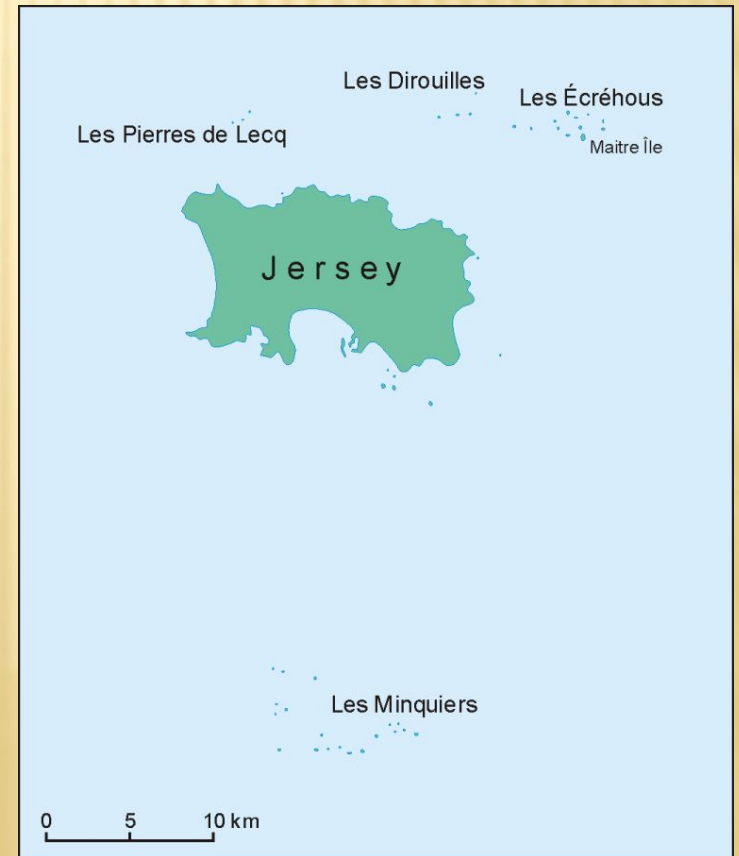 Les Dirouilles
Les Écréhous
Les Pierres de Lecq
Maitre Île
Jersey
Les Minquiers
0 5 10 km